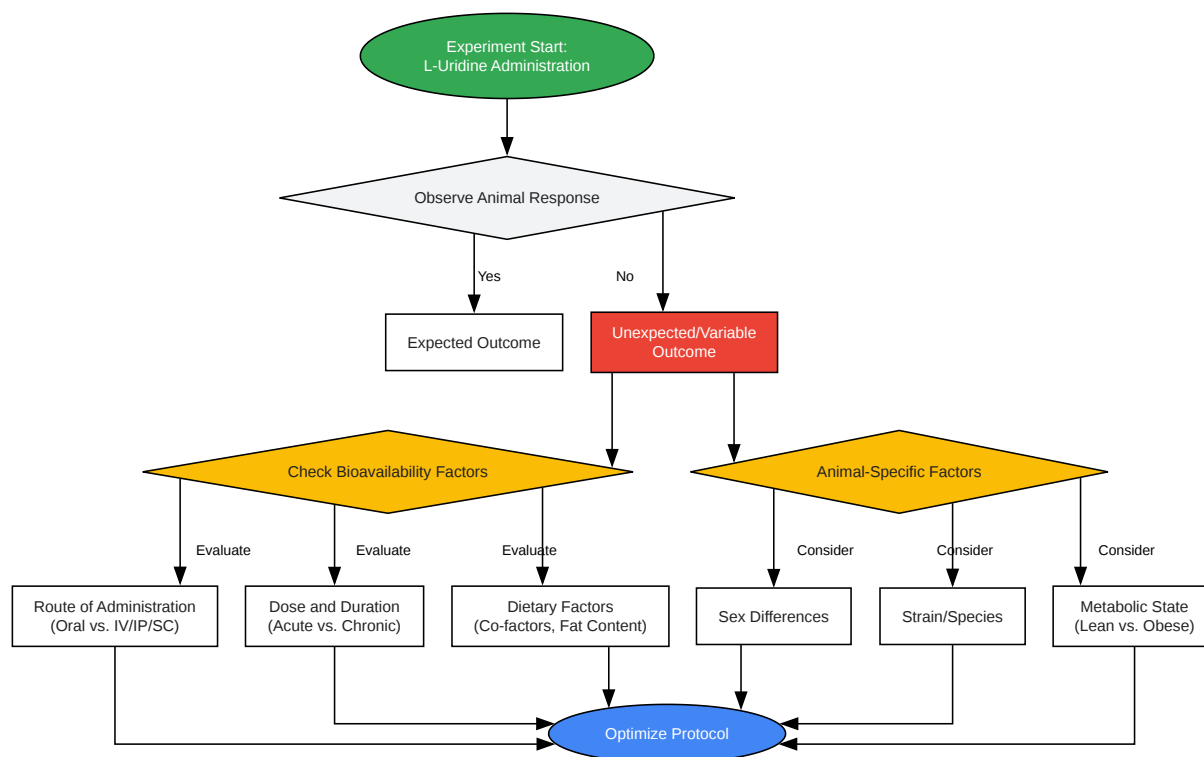 Experiment Start:
L-Uridine Administration
Observe Animal Response
Yes
No
Expected Outcome
Unexpected/Variable
Outcome
Check Bioavailability Factors
Animal-Specific Factors
Evaluate
Evaluate
Evaluate
Consider
Consider
Consider
Route of Administration
(Oral vs. IV/IP/SC)
Dose and Duration
(Acute vs. Chronic)
Dietary Factors
(Co-factors, Fat Content)
Sex Differences
Strain/Species
Metabolic State
(Lean vs. Obese)
Optimize Protocol